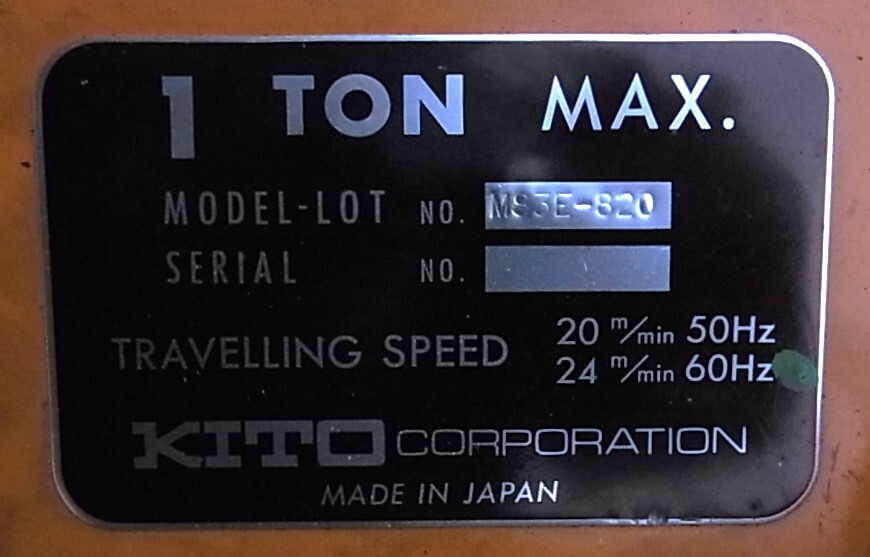 1 TON MAX.
MODEL-LOT NO. MS3E-820
SERIAL NO.
TRAVELLING SPEED
20 m/min 50Hz
24 m/min 60Hz
KITO CORPORATION
MADE IN JAPAN